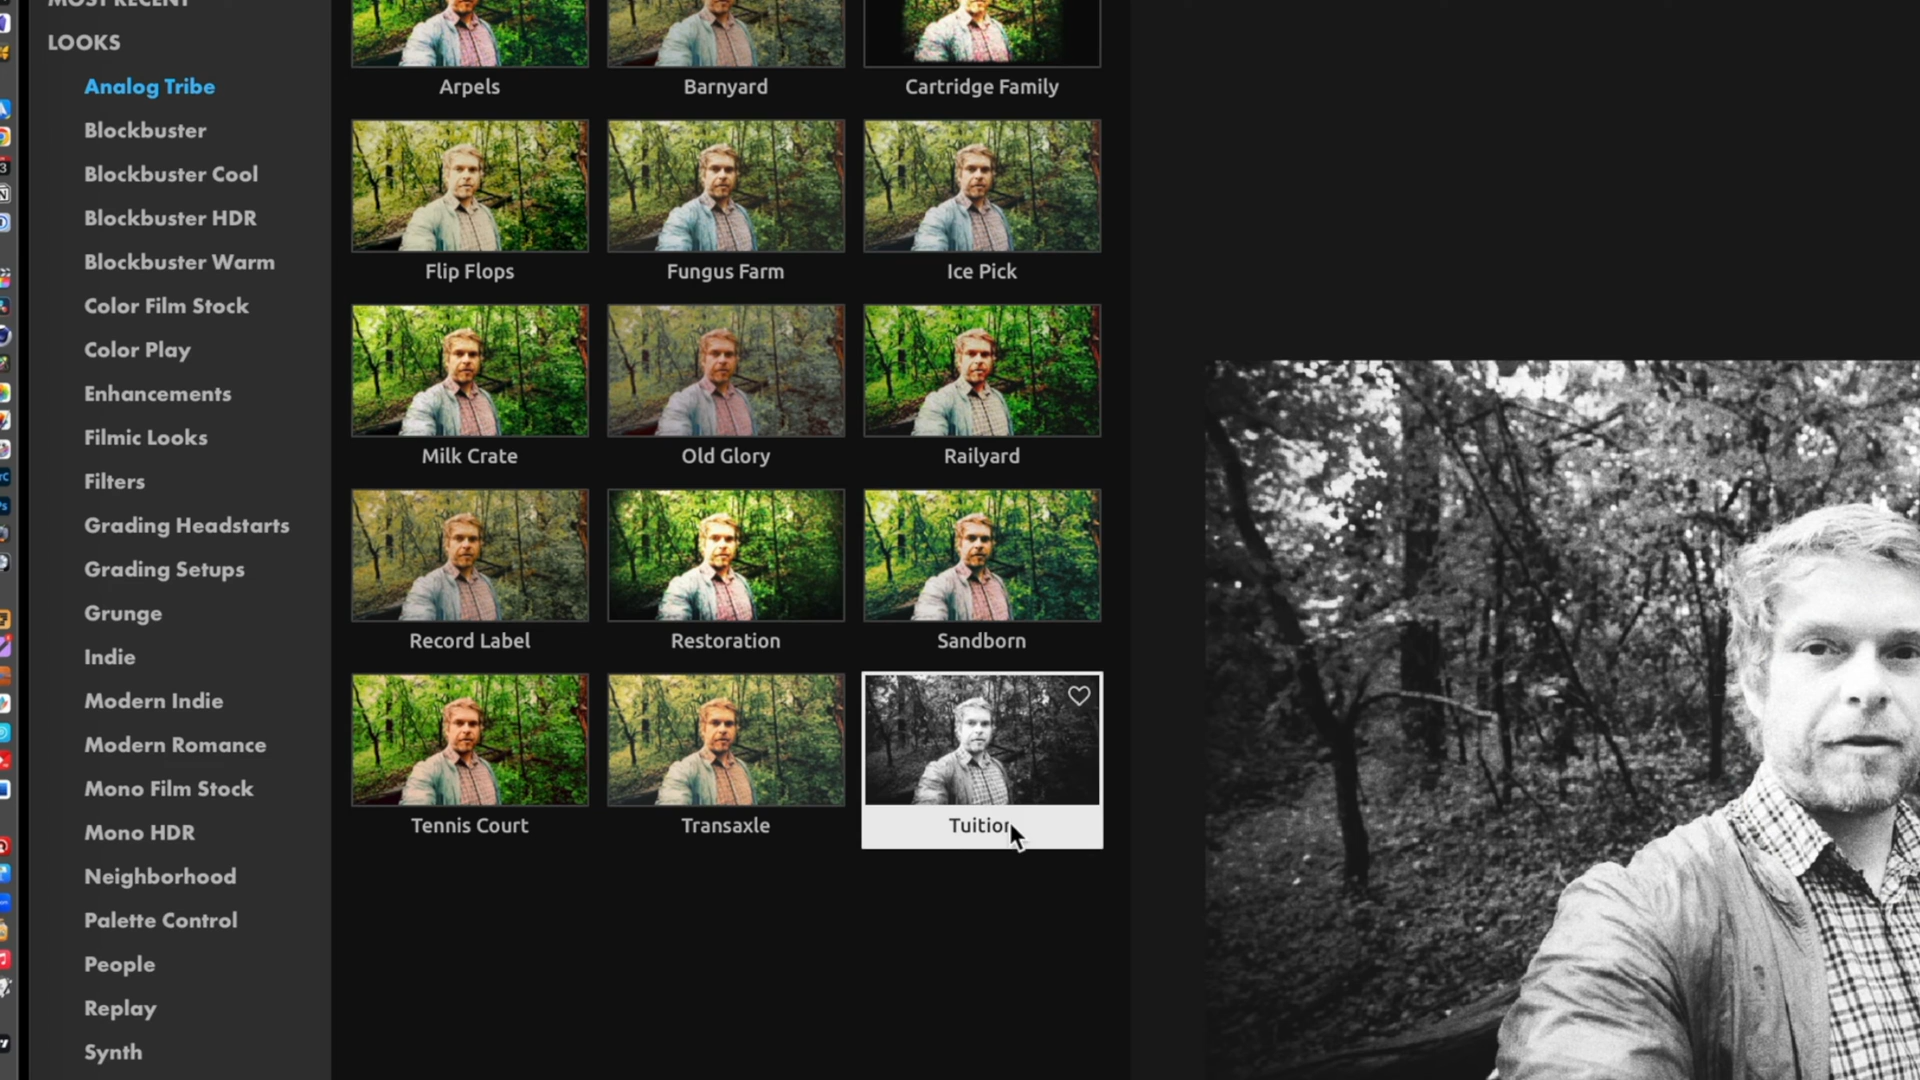 MOST RECENT
LOOKS
Analog Tribe
Blockbuster
Blockbuster Cool
Blockbuster HDR
Blockbuster Warm
Color Film Stock
Color Play
Enhancements
Filmic Looks
Filters
Grading Headstarts
Grading Setups
Grunge
Indie
Modern Indie
Modern Romance
Mono Film Stock
Mono HDR
Neighborhood
Palette Control
People
Replay
Synth
Arpels
Barnyard
Cartridge Family
Flip Flops
Fungus Farm
Ice Pick
Milk Crate
Old Glory
Railyard
Record Label
Restoration
Sandborn
Tennis Court
Transaxle
Tuition